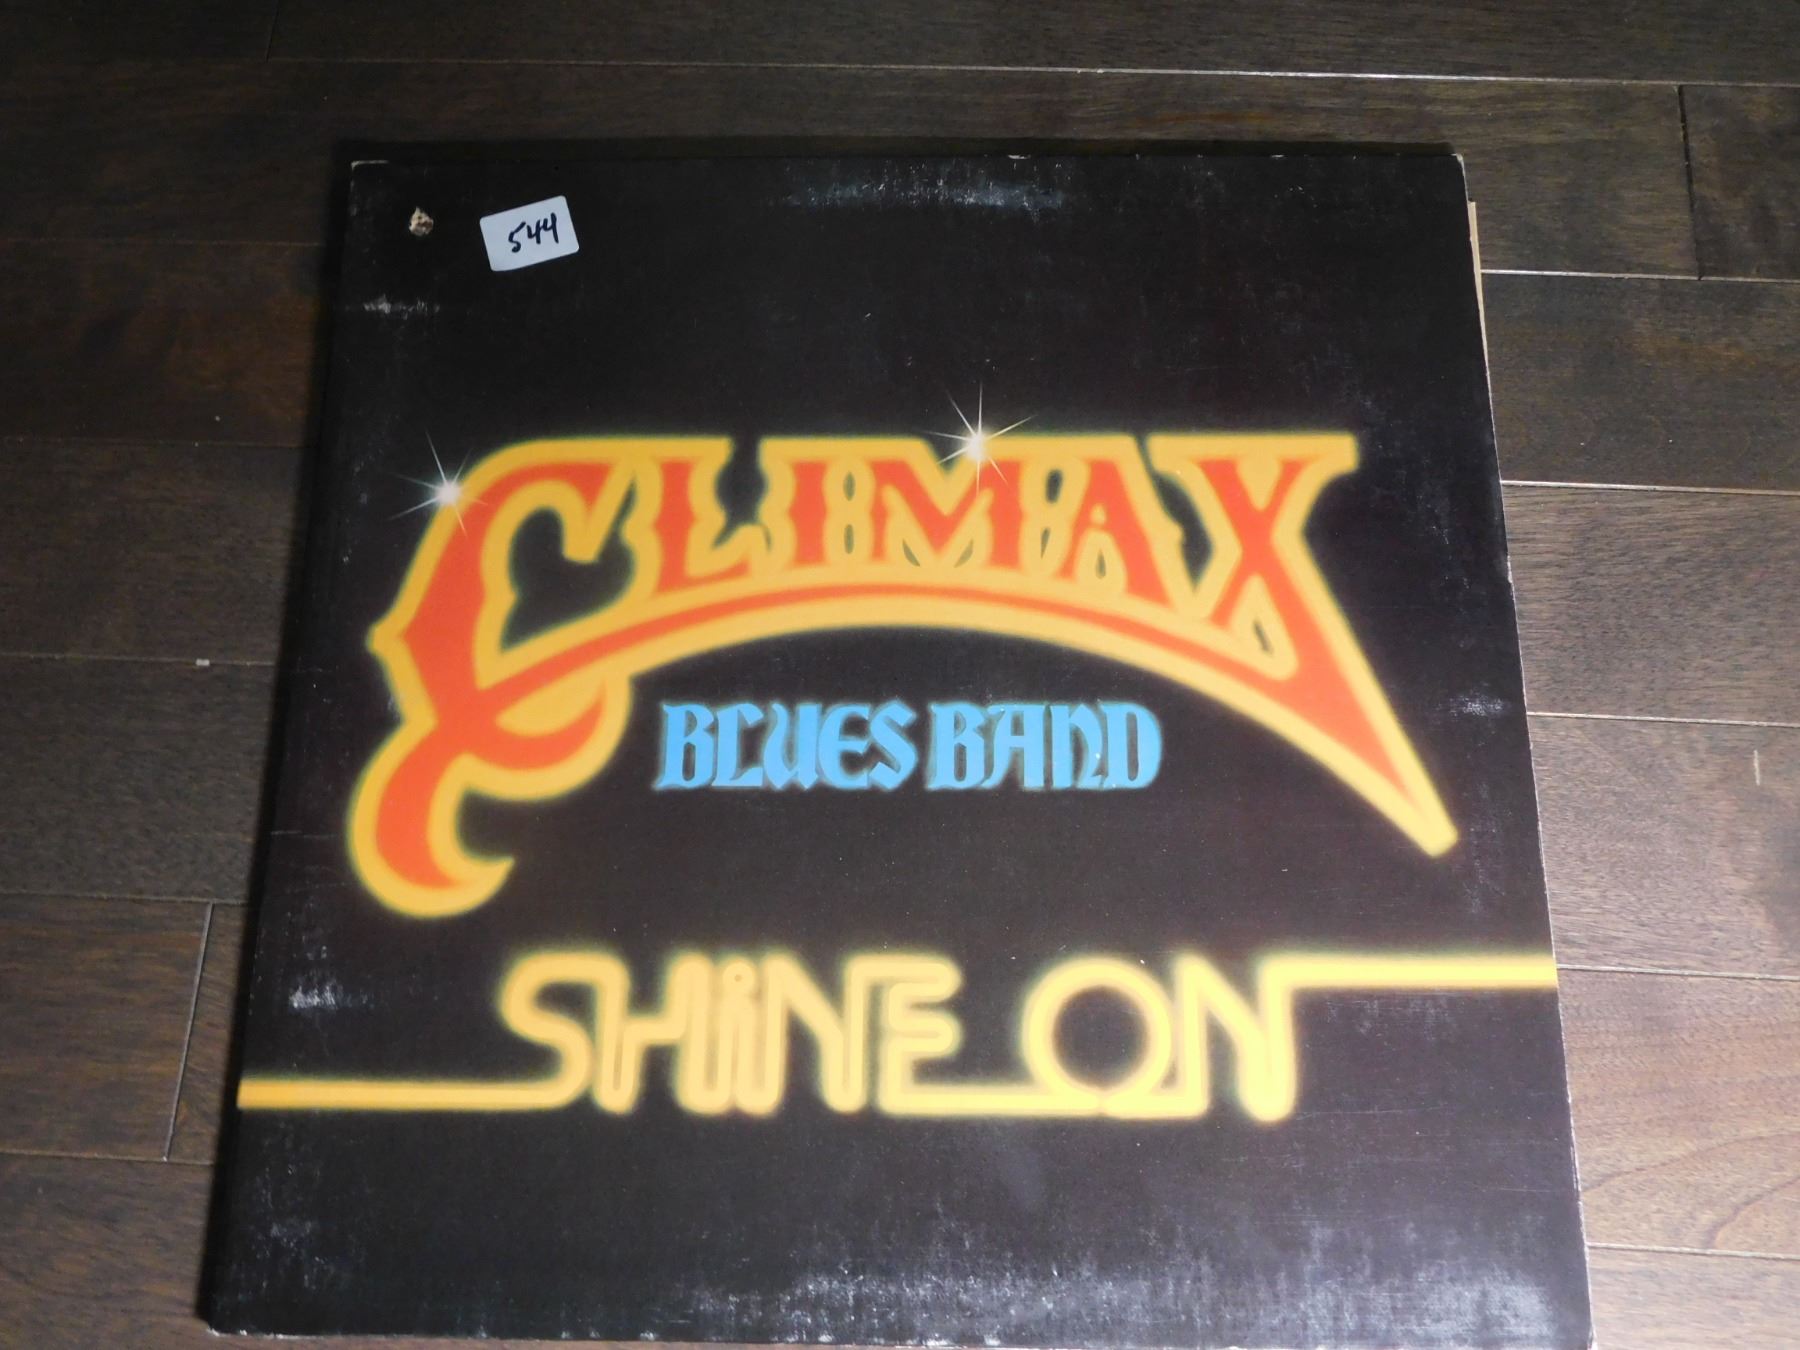 544
CLIMAX
BLUES BAND
SHiNE ON